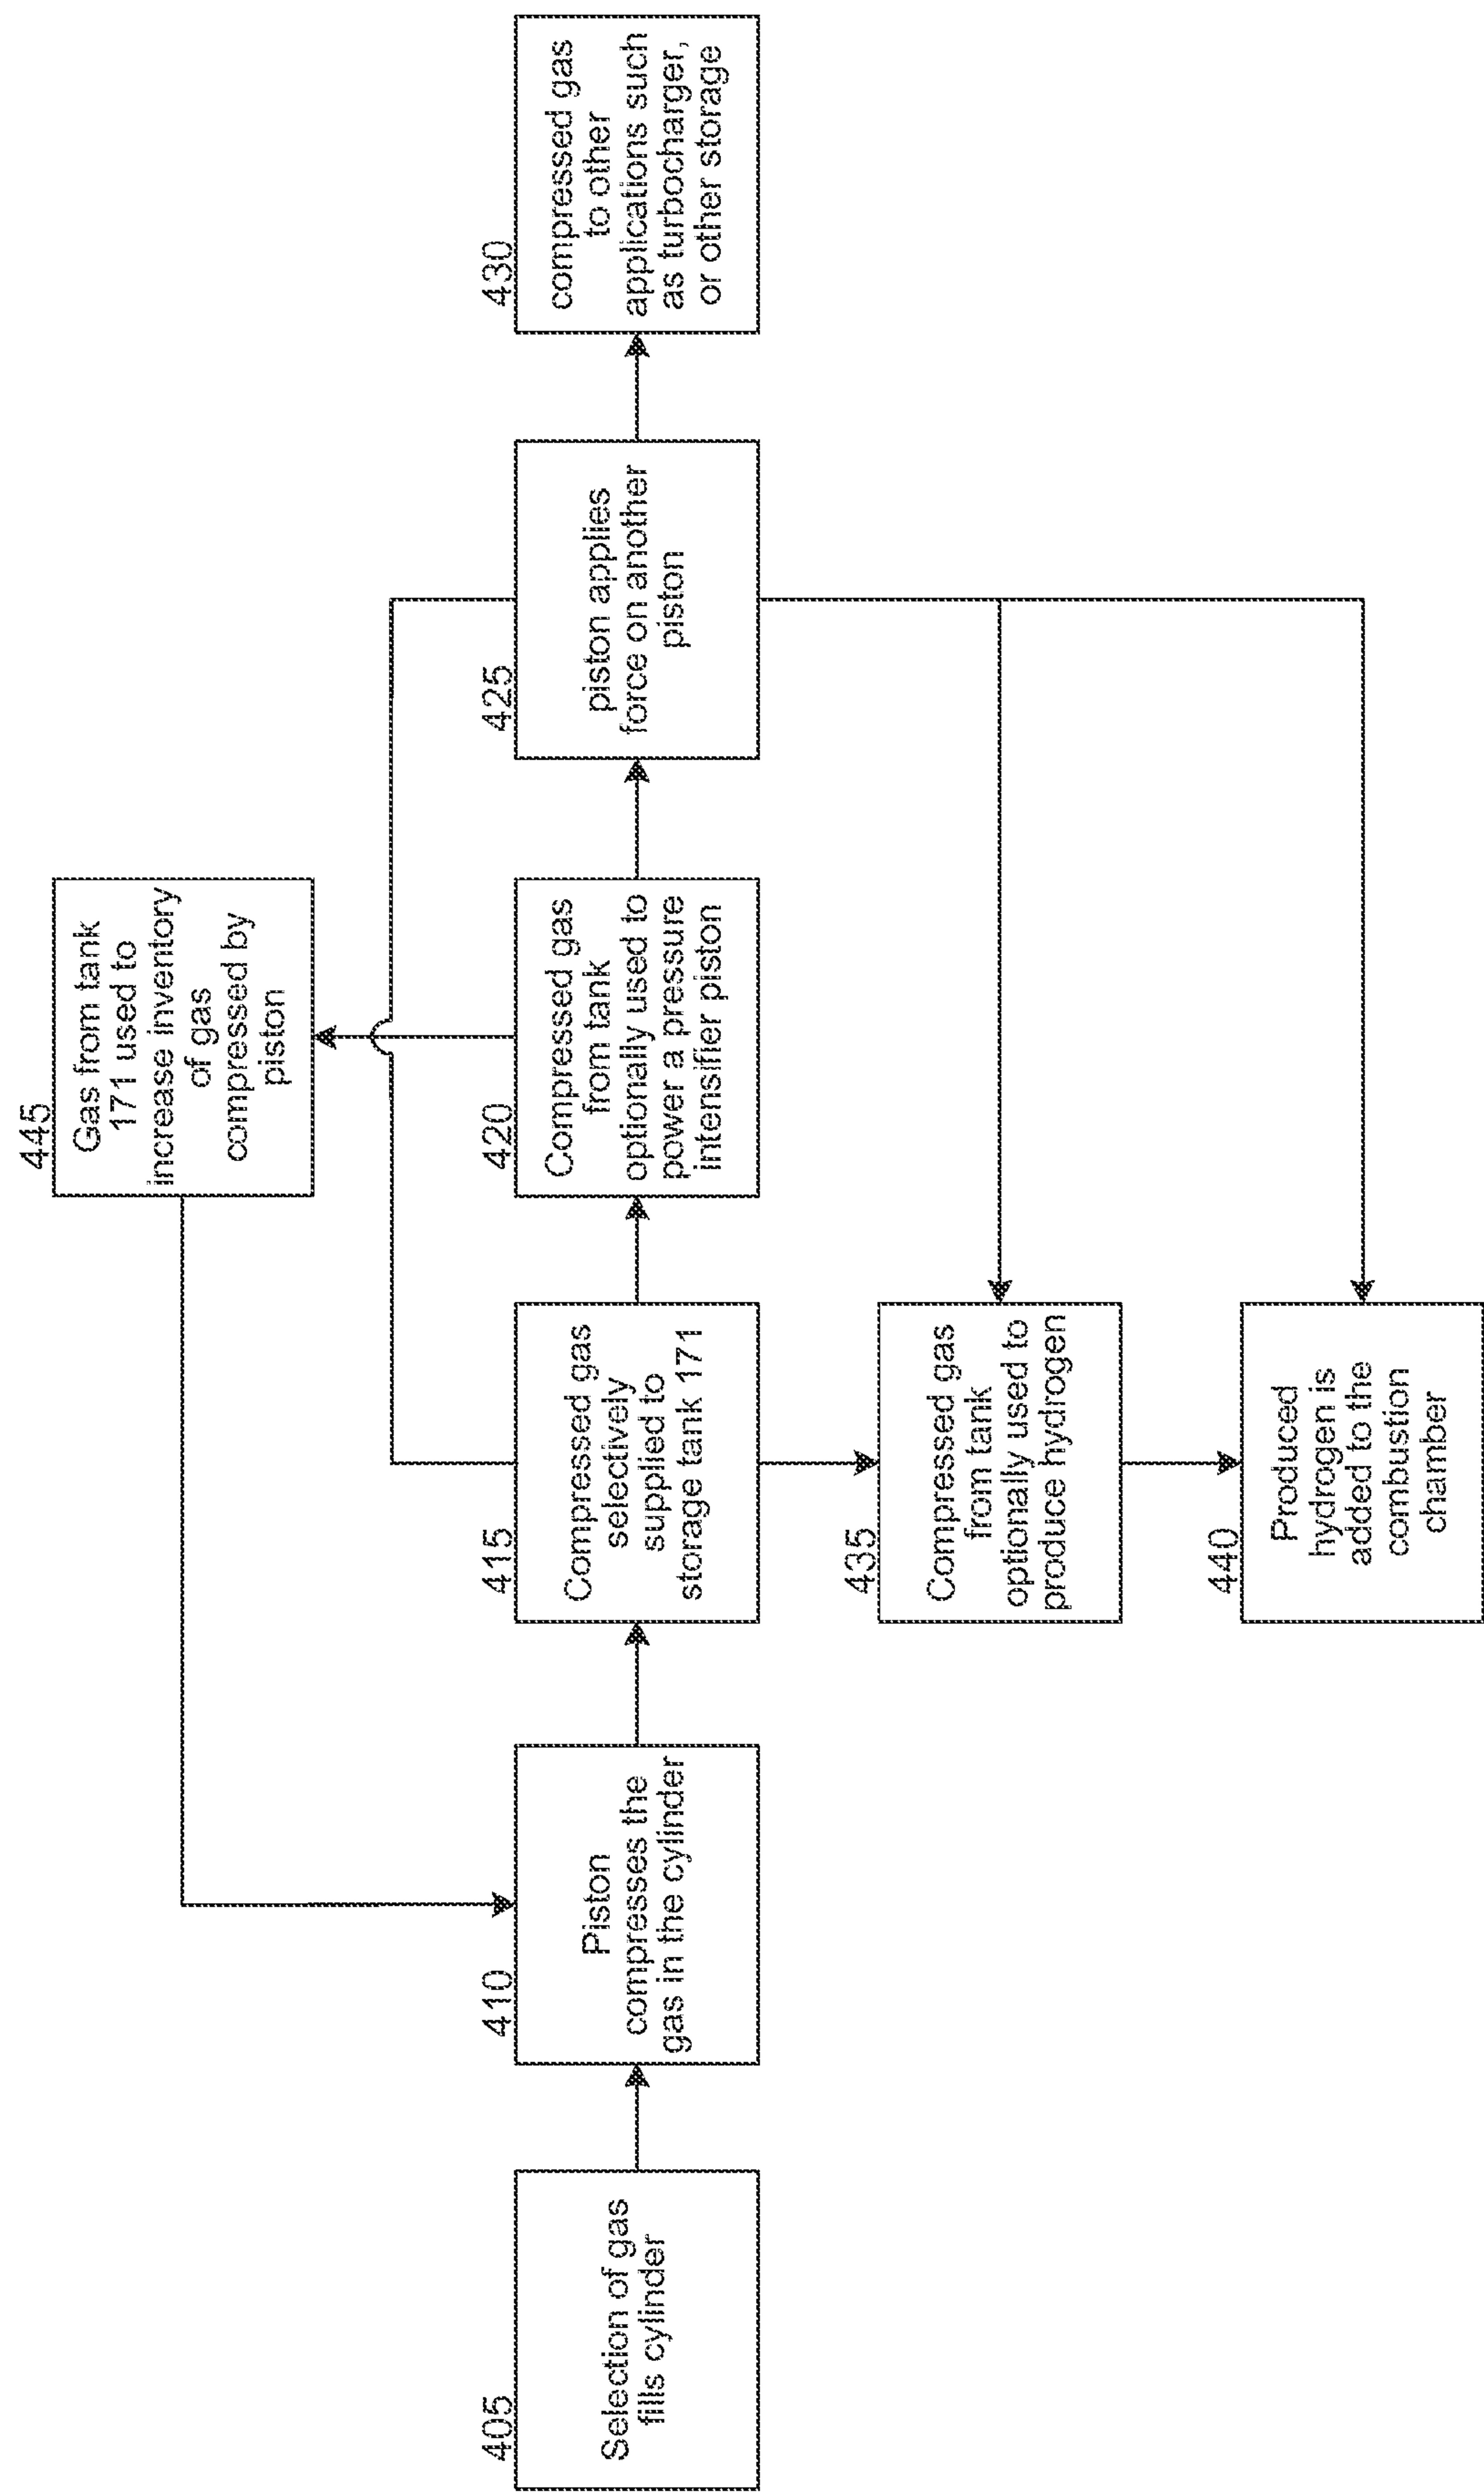 405
Selection of gas
fills cylinder
410
Piston
compresses the
gas in the cylinder
415
Compressed gas
selectively
supplied to
storage tank 171
420
Compressed gas
from tank
optionally used to
power a pressure
intensifier piston
425
piston applies
force on another
piston
430
compressed gas
to other
applications such
as turbocharger,
or other storage
435
Compressed gas
from tank
optionally used to
produce hydrogen
440
Produced
hydrogen is
added to the
combustion
chamber
445
Gas from tank
171 used to
increase inventory
of gas
compressed by
piston